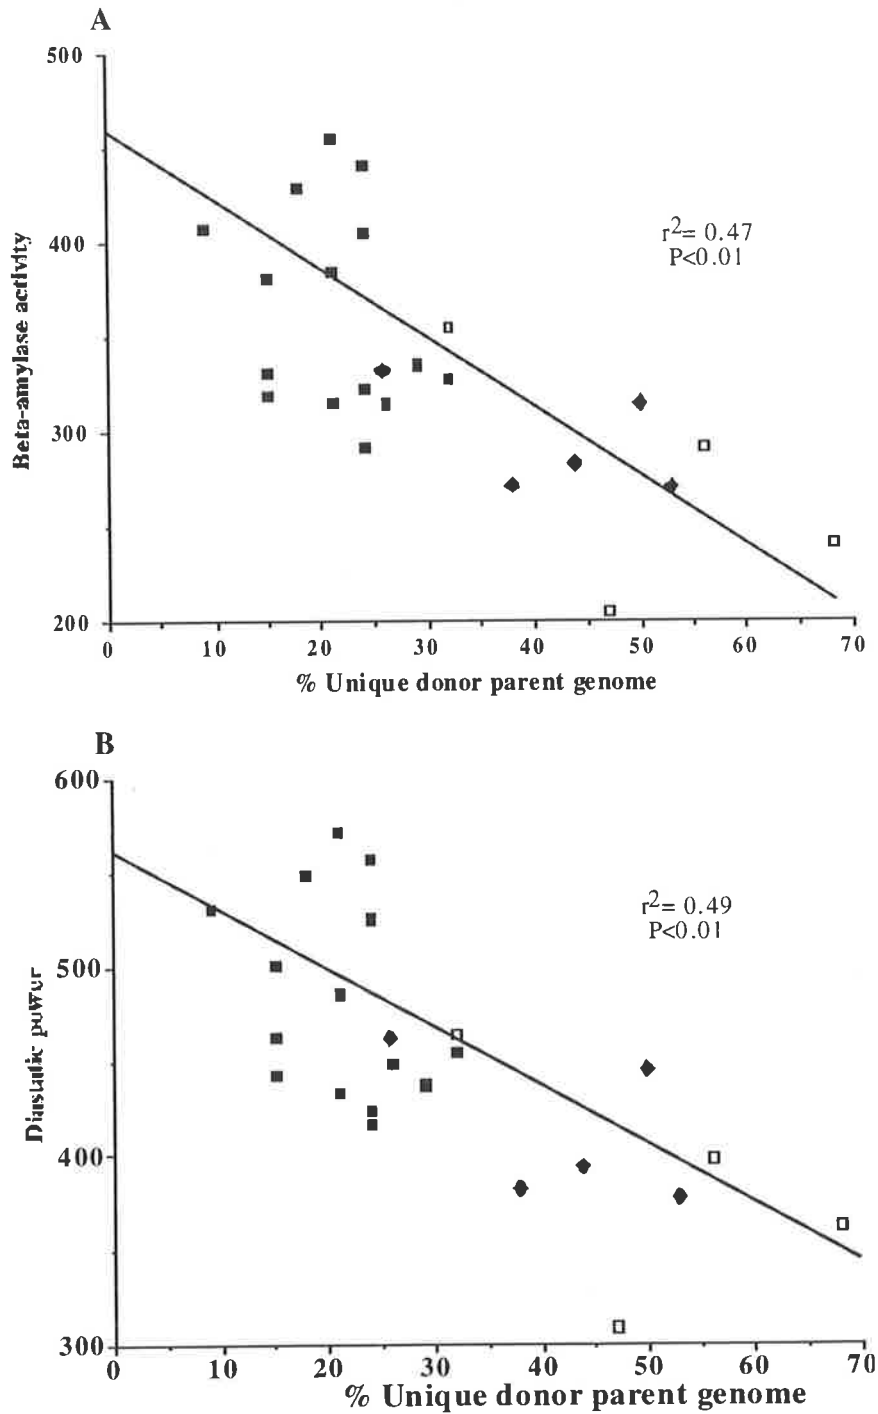 A
500
400
300
200
Beta-amylase activity
r2= 0.47
P<0.01
0 10 20 30 40 50 60 70
% Unique donor parent genome
B
600
500
400
300
Diastatic power
r2= 0.49
P<0.01
0 10 20 30 40 50 60 70
% Unique donor parent genome